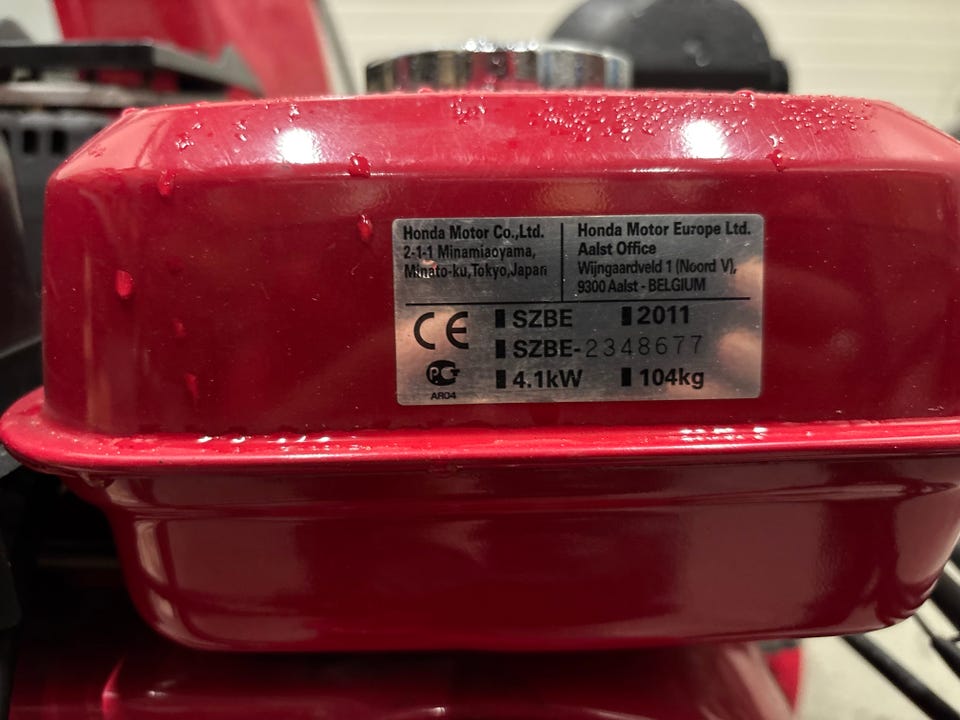 Honda Motor Co.,Ltd.
2-1-1 Minamiaoyama,
Minato-ku,Tokyo,Japan
Honda Motor Europe Ltd.
Aalst Office
Wijngaardveld 1 (Noord V),
9300 Aalst - BELGIUM
CE SZBE 2011
SZBE-2348677
PG 4.1kW 104kg
AR04